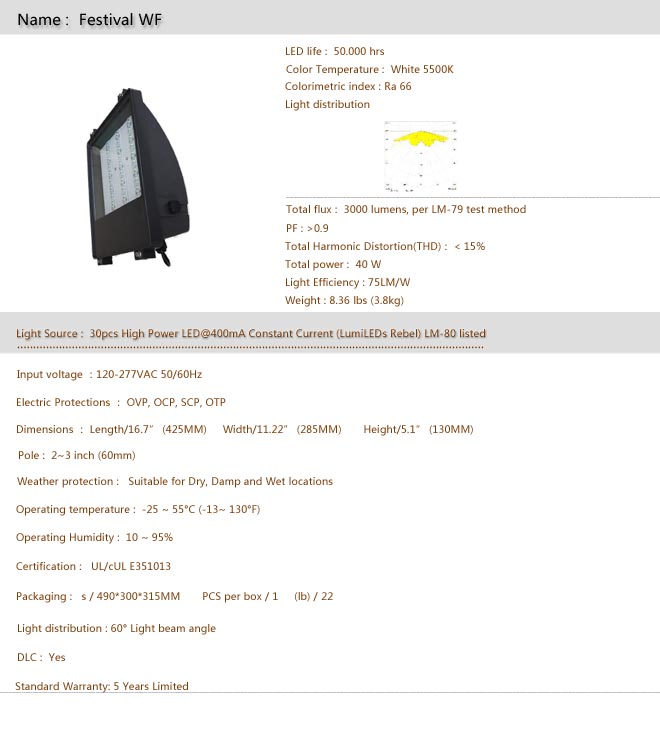 Name :  Festival WF
LED life :  50.000 hrs
Color Temperature :  White 5500K
Colorimetric index : Ra 66
Light distribution
Total flux :  3000 lumens, per LM-79 test method
PF : >0.9
Total Harmonic Distortion(THD) :  < 15%
Total power :  40 W
Light Efficiency : 75LM/W
Weight : 8.36 lbs (3.8kg)
Light Source :  30pcs High Power LED@400mA Constant Current (LumiLEDs Rebel) LM-80 listed
Input voltage  : 120-277VAC 50/60Hz
Electric Protections  :  OVP, OCP, SCP, OTP
Dimensions  :  Length/16.7"  (425MM)    Width/11.22"  (285MM)    Height/5.1"  (130MM)
Pole :  2~3 inch (60mm)
Weather protection :   Suitable for Dry, Damp and Wet locations
Operating temperature :  -25 ~ 55°C (-13~ 130°F)
Operating Humidity :  10 ~ 95%
Certification :   UL/cUL E351013
Packaging :   s / 490*300*315MM    PCS per box / 1    (lb) / 22
Light distribution : 60° Light beam angle
DLC :  Yes
Standard Warranty: 5 Years Limited